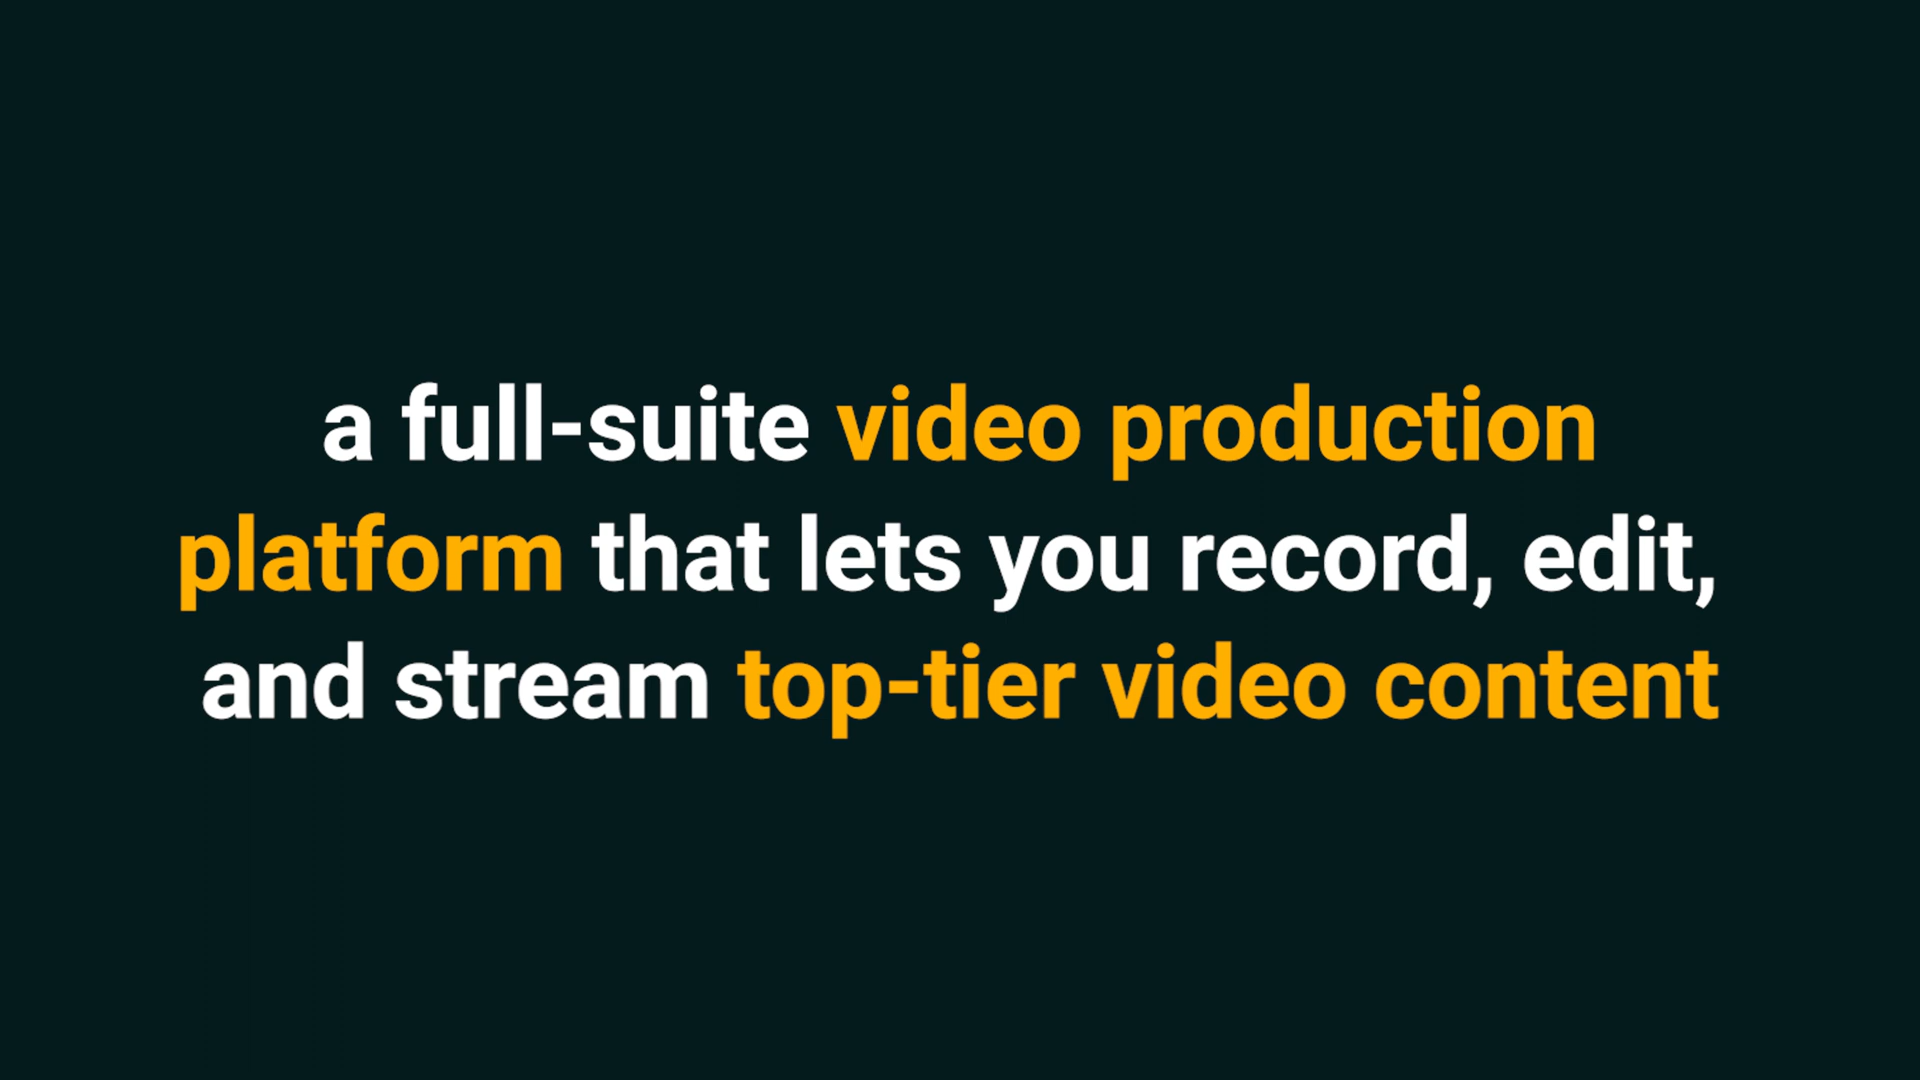 a full-suite video production
platform that lets you record, edit,
and stream top-tier video content